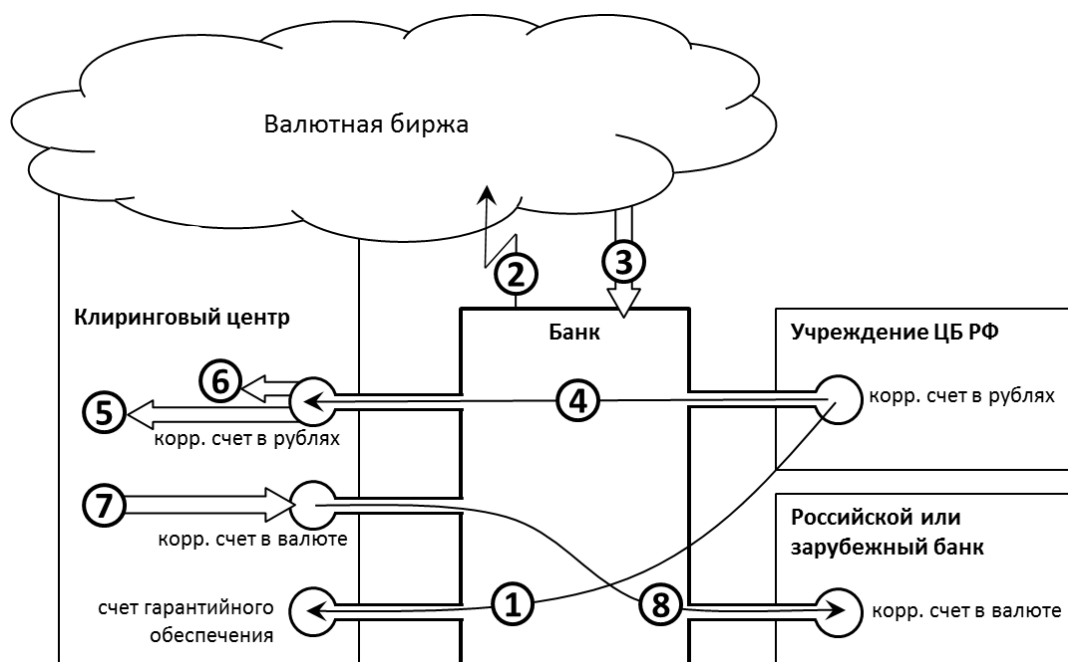 Валютная биржа
2
3
Клиринговый центр
Банк
Учреждение ЦБ РФ
6
5
4
корр. счет в рублях
корр. счет в рублях
7
корр. счет в валюте
Российской или
зарубежный банк
счет гарантийного
обеспечения
1
8
корр. счет в валюте